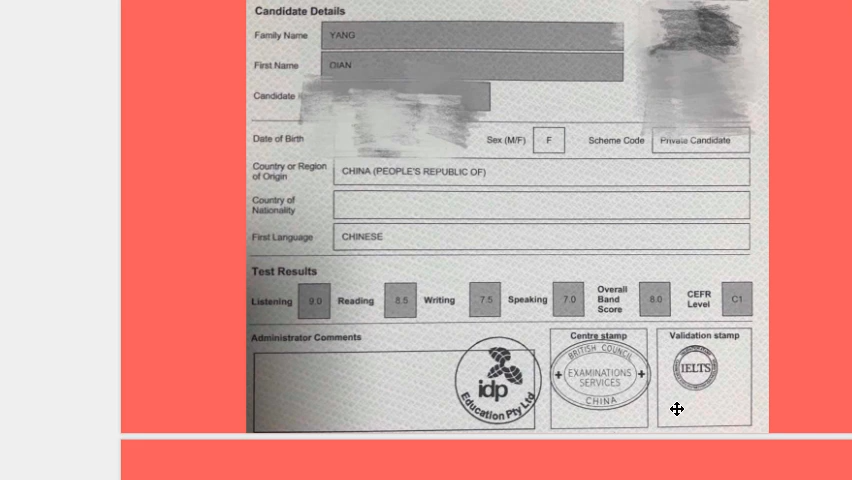 Candidate Details
Family Name YANG
First Name DIAN
Candidate
Date of Birth Sex (M/F) F Scheme Code Private Candidate
Country or Region of Origin CHINA (PEOPLE'S REPUBLIC OF)
Country of Nationality
First Language CHINESE
Test Results
Listening 9.0 Reading 8.5 Writing 7.5 Speaking 7.0 Overall Band Score 8.0 CEFR Level C1
Administrator Comments Centre stamp Validation stamp
idp
Education Pty Ltd
BRITISH COUNCIL
EXAMINATIONS
SERVICES
CHINA
IELTS